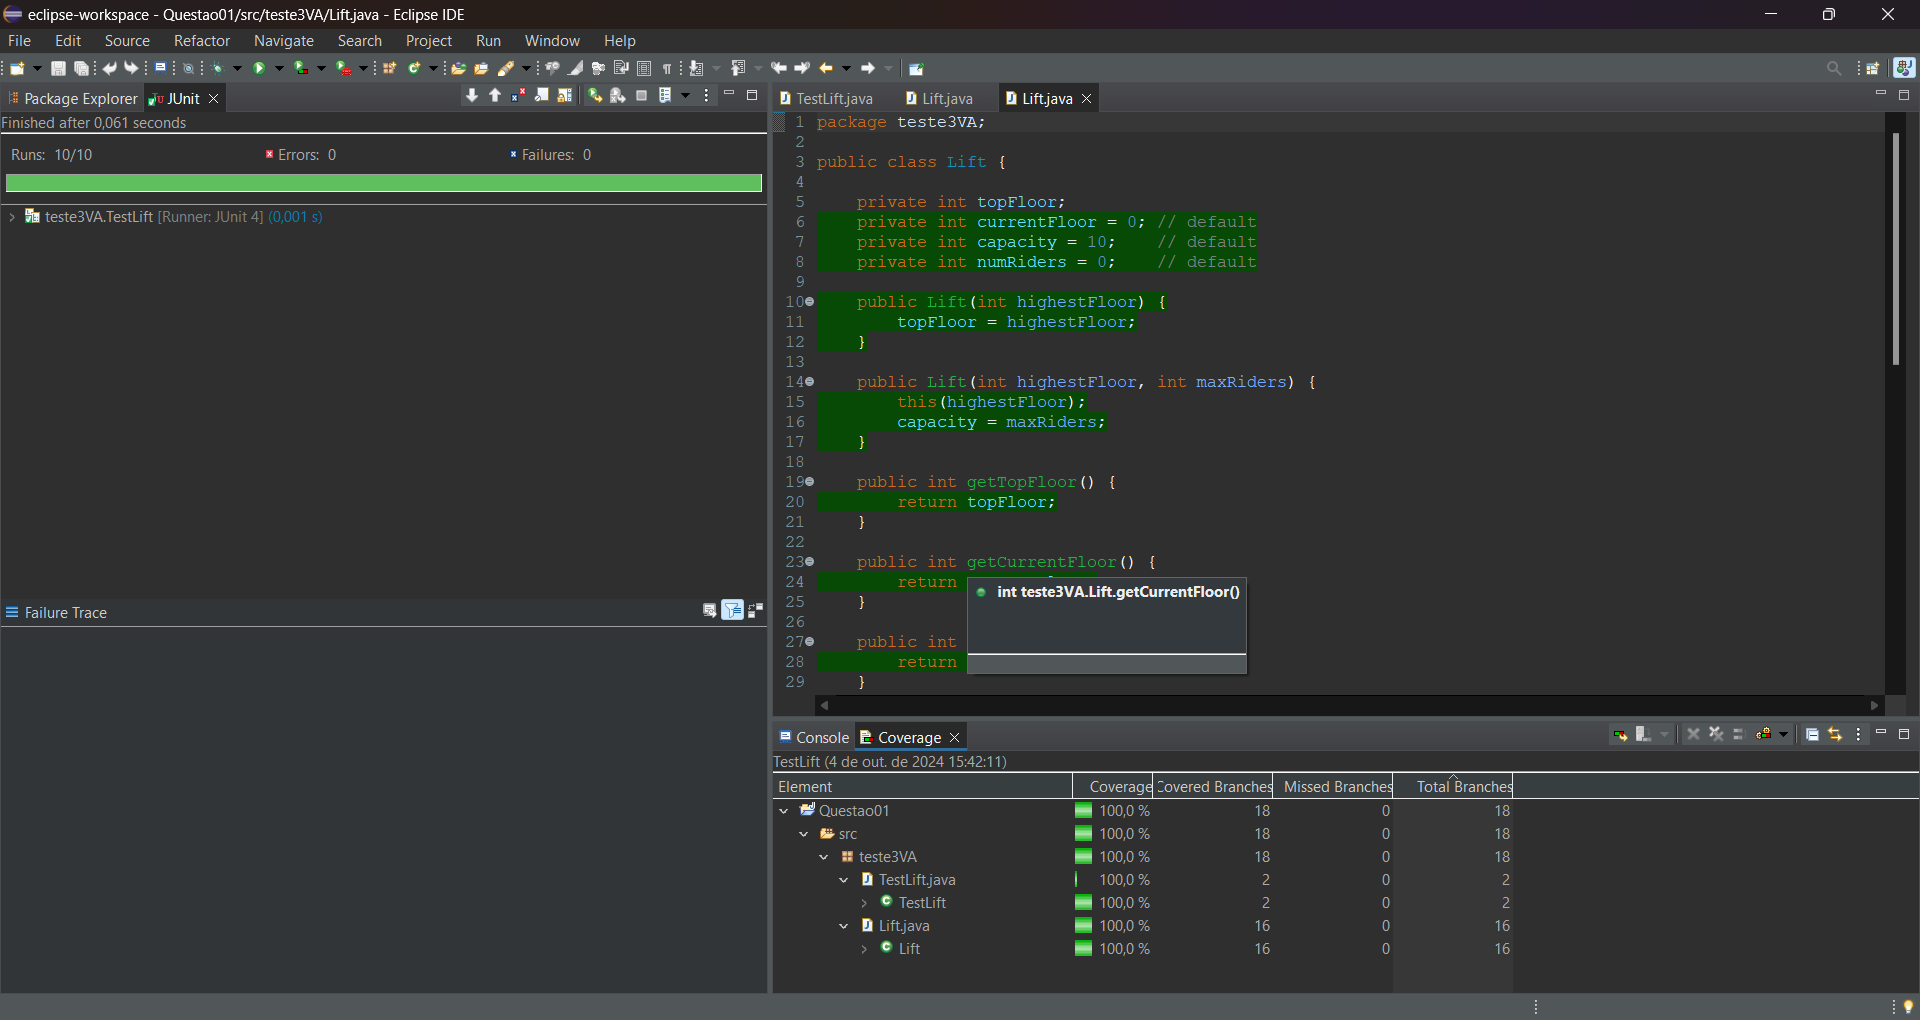 eclipse-workspace - Questao01/src/teste3VA/Lift.java - Eclipse IDE
File Edit Source Refactor Navigate Search Project Run Window Help
Package Explorer JUnit
Finished after 0,061 seconds
Runs: 10/10 Errors: 0 Failures: 0
teste3VA.TestLift [Runner: JUnit 4] (0,001 s)
Failure Trace
TestLift.java Lift.java Lift.java
1 package teste3VA;
2
3 public class Lift {
4
5 private int topFloor;
6 private int currentFloor = 0; // default
7 private int capacity = 10; // default
8 private int numRiders = 0; // default
9
10 public Lift(int highestFloor) {
11 topFloor = highestFloor;
12 }
13
14 public Lift(int highestFloor, int maxRiders) {
15 this(highestFloor);
16 capacity = maxRiders;
17 }
18
19 public int getTopFloor() {
20 return topFloor;
21 }
22
23 public int getCurrentFloor() {
24 return
int teste3VA.Lift.getCurrentFloor()
25 }
26
27 public int
28 return
29 }
Console Coverage
TestLift (4 de out. de 2024 15:42:11)
Element Coverage Covered Branches Missed Branches Total Branches
Questao01 100,0 % 18 0 18
src 100,0 % 18 0 18
teste3VA 100,0 % 18 0 18
TestLift.java 100,0 % 2 0 2
TestLift 100,0 % 2 0 2
Lift.java 100,0 % 16 0 16
Lift 100,0 % 16 0 16